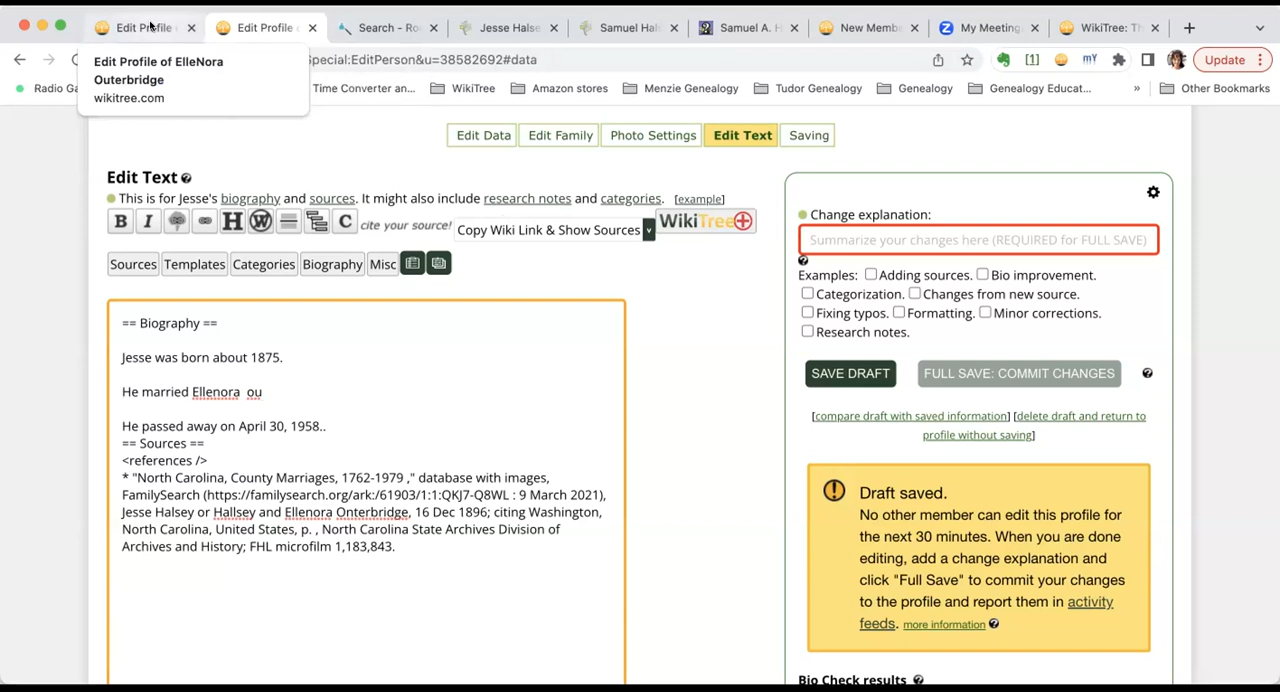 Edit Profile
Edit Profile
Search - Ro
Jesse Halse
Samuel Hal
Samuel A. H
New Memb
My Meeting
WikiTree: Th
Edit Profile of ElleNora
Outerbridge
wikitree.com
Special:EditPerson&u=38582692#data
[1]
mY
Update
Radio Ga
Time Converter an...
WikiTree
Amazon stores
Menzie Genealogy
Tudor Genealogy
Genealogy
Genealogy Educat...
»
Other Bookmarks
Edit Data
Edit Family
Photo Settings
Edit Text
Saving
Edit Text
This is for Jesse's biography and sources. It might also include research notes and categories. [example]
B I H W C cite your source! Copy Wiki Link & Show Sources WikiTree
Sources Templates Categories Biography Misc
== Biography ==
Jesse was born about 1875.
He married Ellenora ou
He passed away on April 30, 1958..
== Sources ==
<references />
* "North Carolina, County Marriages, 1762-1979 ," database with images,
FamilySearch (https://familysearch.org/ark:/61903/1:1:QKJ7-Q8WL : 9 March 2021),
Jesse Halsey or Hallsey and Ellenora Onterbridge, 16 Dec 1896; citing Washington,
North Carolina, United States, p. , North Carolina State Archives Division of
Archives and History; FHL microfilm 1,183,843.
Change explanation:
Summarize your changes here (REQUIRED for FULL SAVE)
Examples: Adding sources. Bio improvement.
Categorization. Changes from new source.
Fixing typos. Formatting. Minor corrections.
Research notes.
SAVE DRAFT
FULL SAVE: COMMIT CHANGES
[compare draft with saved information] [delete draft and return to
profile without saving]
Draft saved.
No other member can edit this profile for
the next 30 minutes. When you are done
editing, add a change explanation and
click "Full Save" to commit your changes
to the profile and report them in activity
feeds. more information
Bio Check results